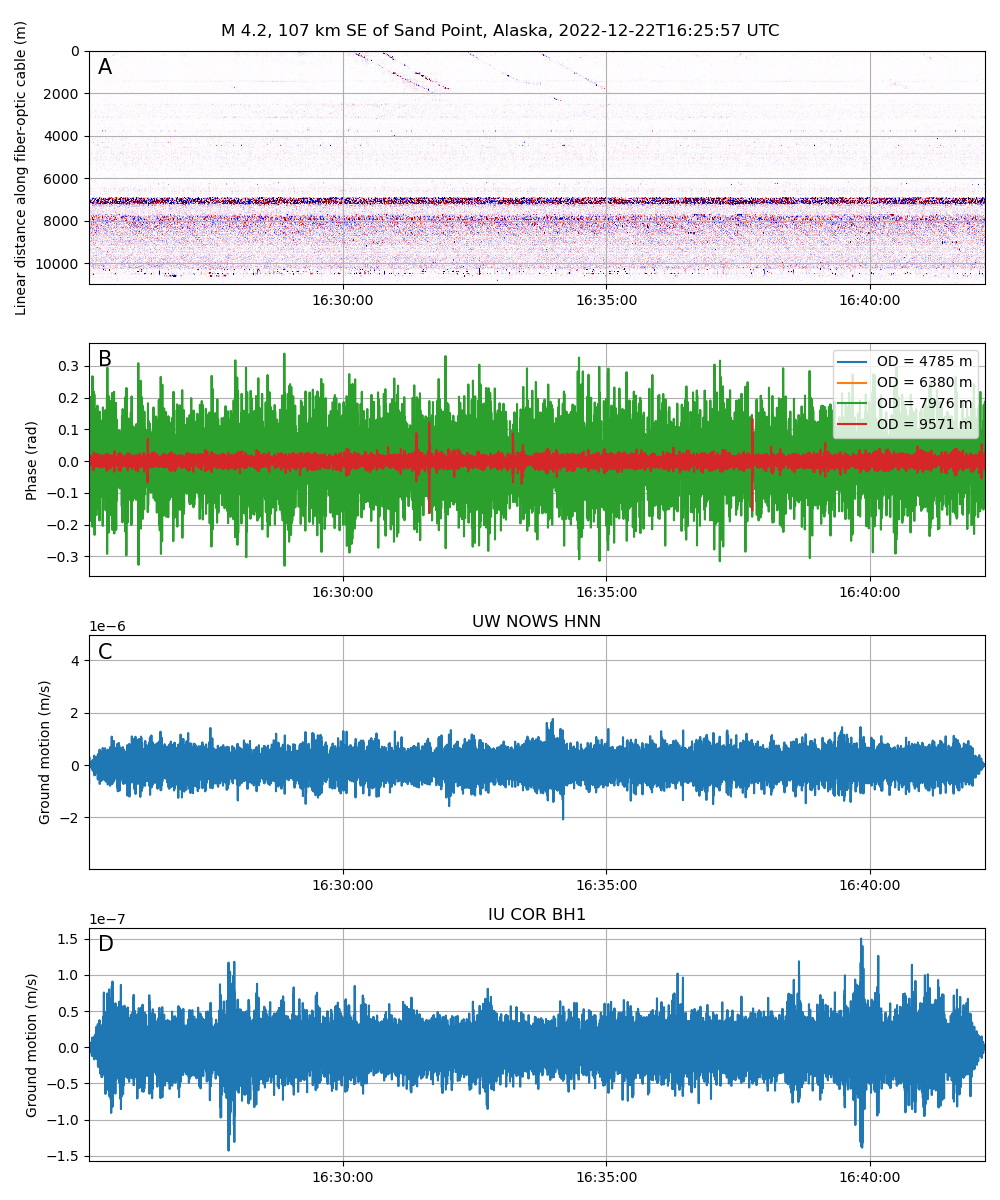 M 4.2, 107 km SE of Sand Point, Alaska, 2022-12-22T16:25:57 UTC
A
Linear distance along fiber-optic cable (m)
0
2000
4000
6000
8000
10000
16:30:00
16:35:00
16:40:00
B
Phase (rad)
0.3
0.2
0.1
0.0
−0.1
−0.2
−0.3
OD = 4785 m
OD = 6380 m
OD = 7976 m
OD = 9571 m
16:30:00
16:35:00
16:40:00
UW NOWS HNN
1e−6
C
Ground motion (m/s)
4
2
0
−2
16:30:00
16:35:00
16:40:00
IU COR BH1
1e−7
D
Ground motion (m/s)
1.5
1.0
0.5
0.0
−0.5
−1.0
−1.5
16:30:00
16:35:00
16:40:00